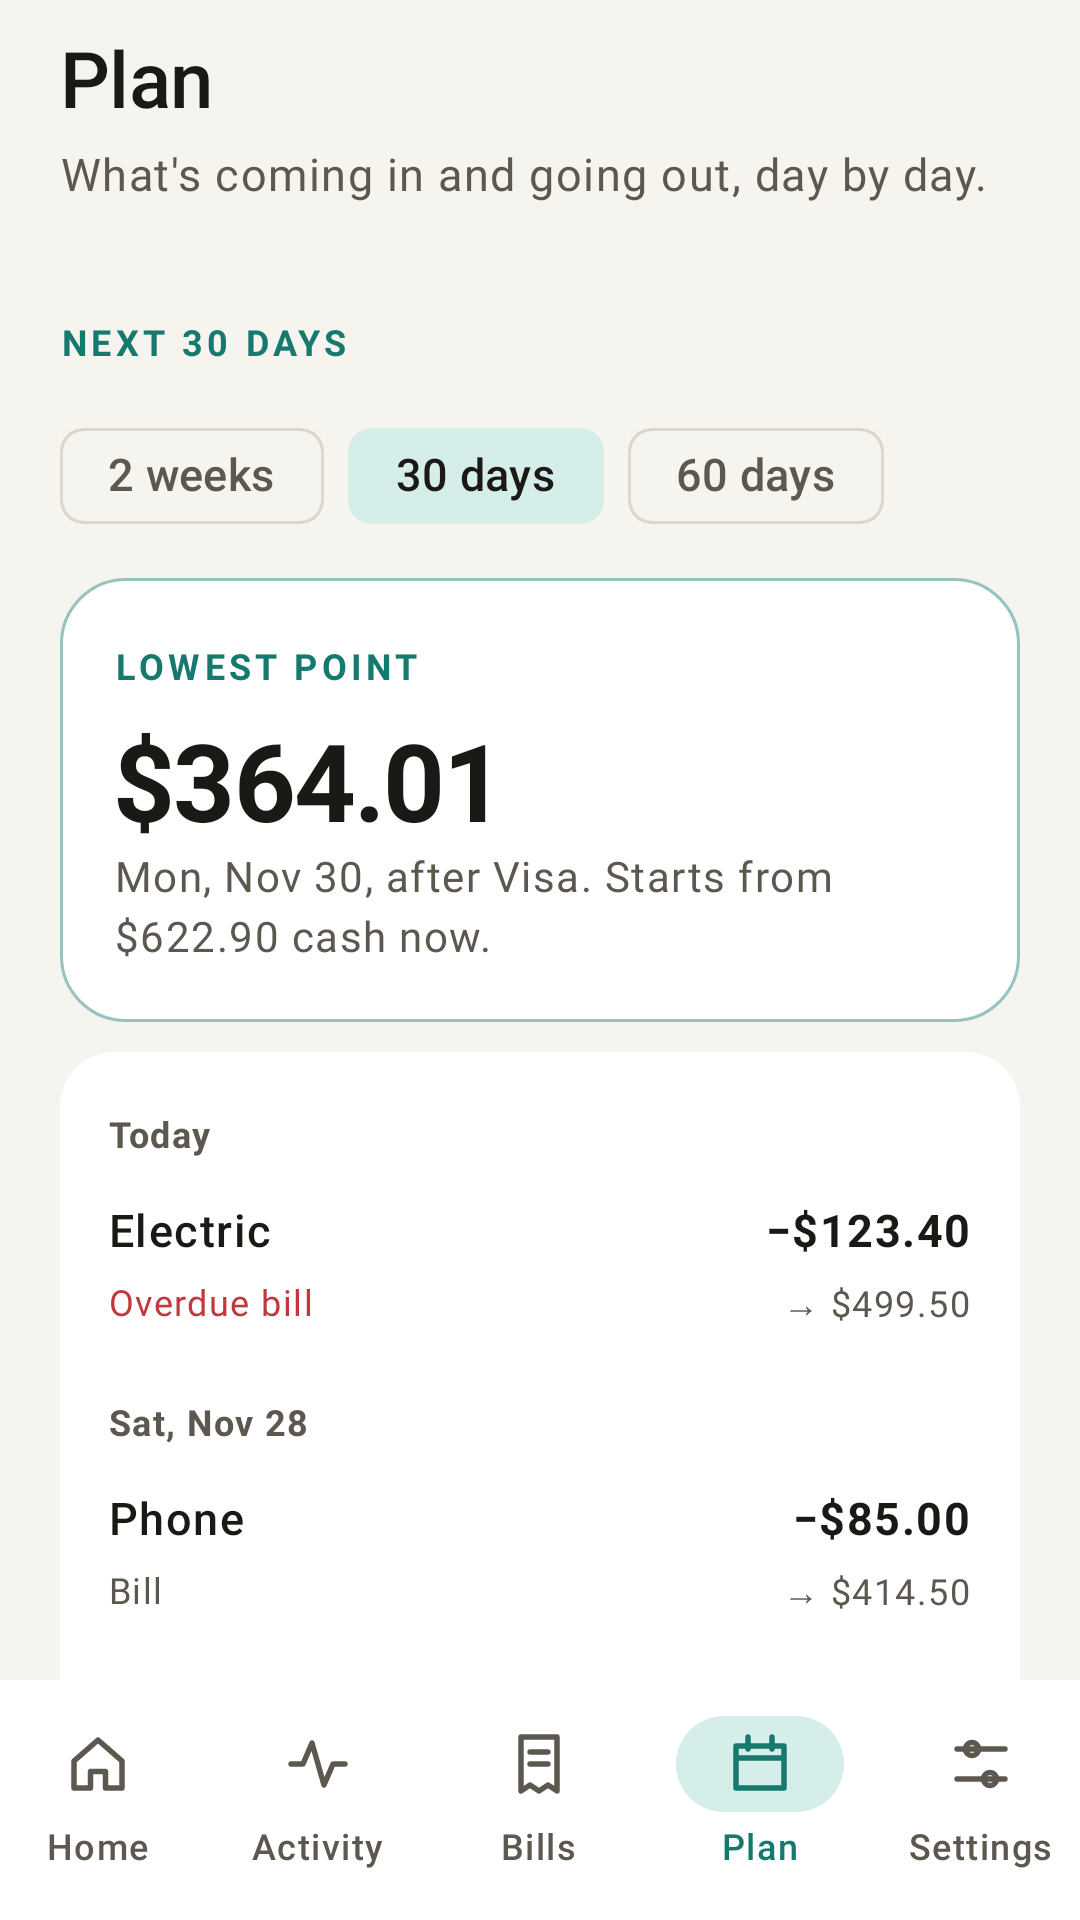 Plan
What's coming in and going out, day by day.
NEXT 30 DAYS
2 weeks
30 days
60 days
LOWEST POINT
$364.01
Mon, Nov 30, after Visa. Starts from
$622.90 cash now.
Today
Electric
−$123.40
Overdue bill
→ $499.50
Sat, Nov 28
Phone
−$85.00
Bill
→ $414.50
Home
Activity
Bills
Plan
Settings